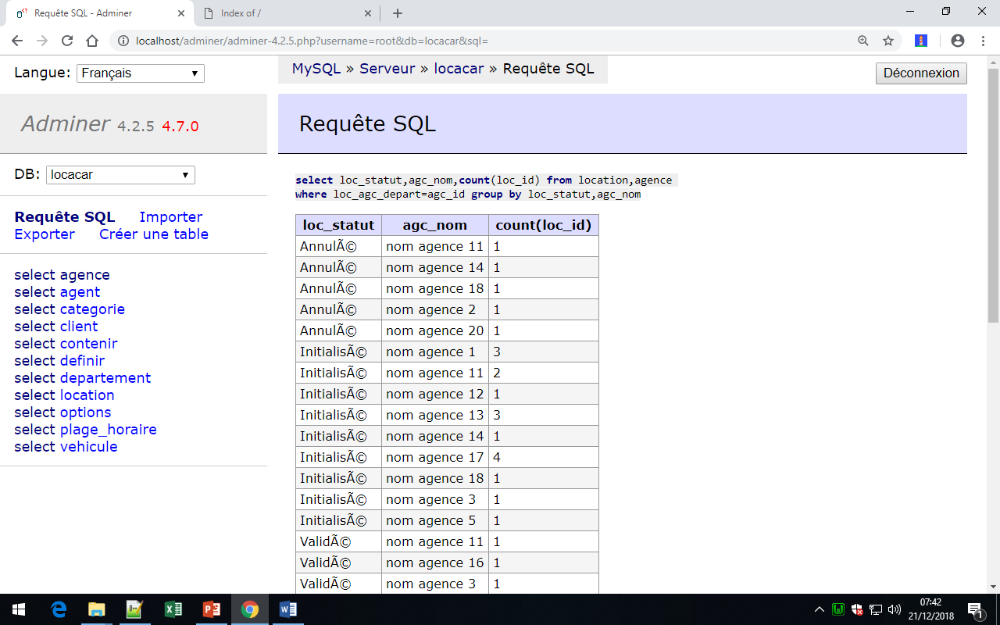 Requête SQL - Adminer
Index of /
localhost/adminer/adminer-4.2.5.php?username=root&db=locacar&sql=
Langue: Français
MySQL » Serveur » locacar » Requête SQL
Déconnexion
Adminer 4.2.5 4.7.0
Requête SQL
DB: locacar
Requête SQL Importer
Exporter Créer une table
select agence
select agent
select categorie
select client
select contenir
select definir
select departement
select location
select options
select plage_horaire
select vehicule
select loc_statut,agc_nom,count(loc_id) from location,agence
where loc_agc_depart=agc_id group by loc_statut,agc_nom
loc_statut agc_nom count(loc_id)
AnnulÃ© nom agence 11 1
AnnulÃ© nom agence 14 1
AnnulÃ© nom agence 18 1
AnnulÃ© nom agence 2 1
AnnulÃ© nom agence 20 1
InitialisÃ© nom agence 1 3
InitialisÃ© nom agence 11 2
InitialisÃ© nom agence 12 1
InitialisÃ© nom agence 13 3
InitialisÃ© nom agence 14 1
InitialisÃ© nom agence 17 4
InitialisÃ© nom agence 18 1
InitialisÃ© nom agence 3 1
InitialisÃ© nom agence 5 1
ValidÃ© nom agence 11 1
ValidÃ© nom agence 16 1
ValidÃ© nom agence 3 1
07:42
21/12/2018
1